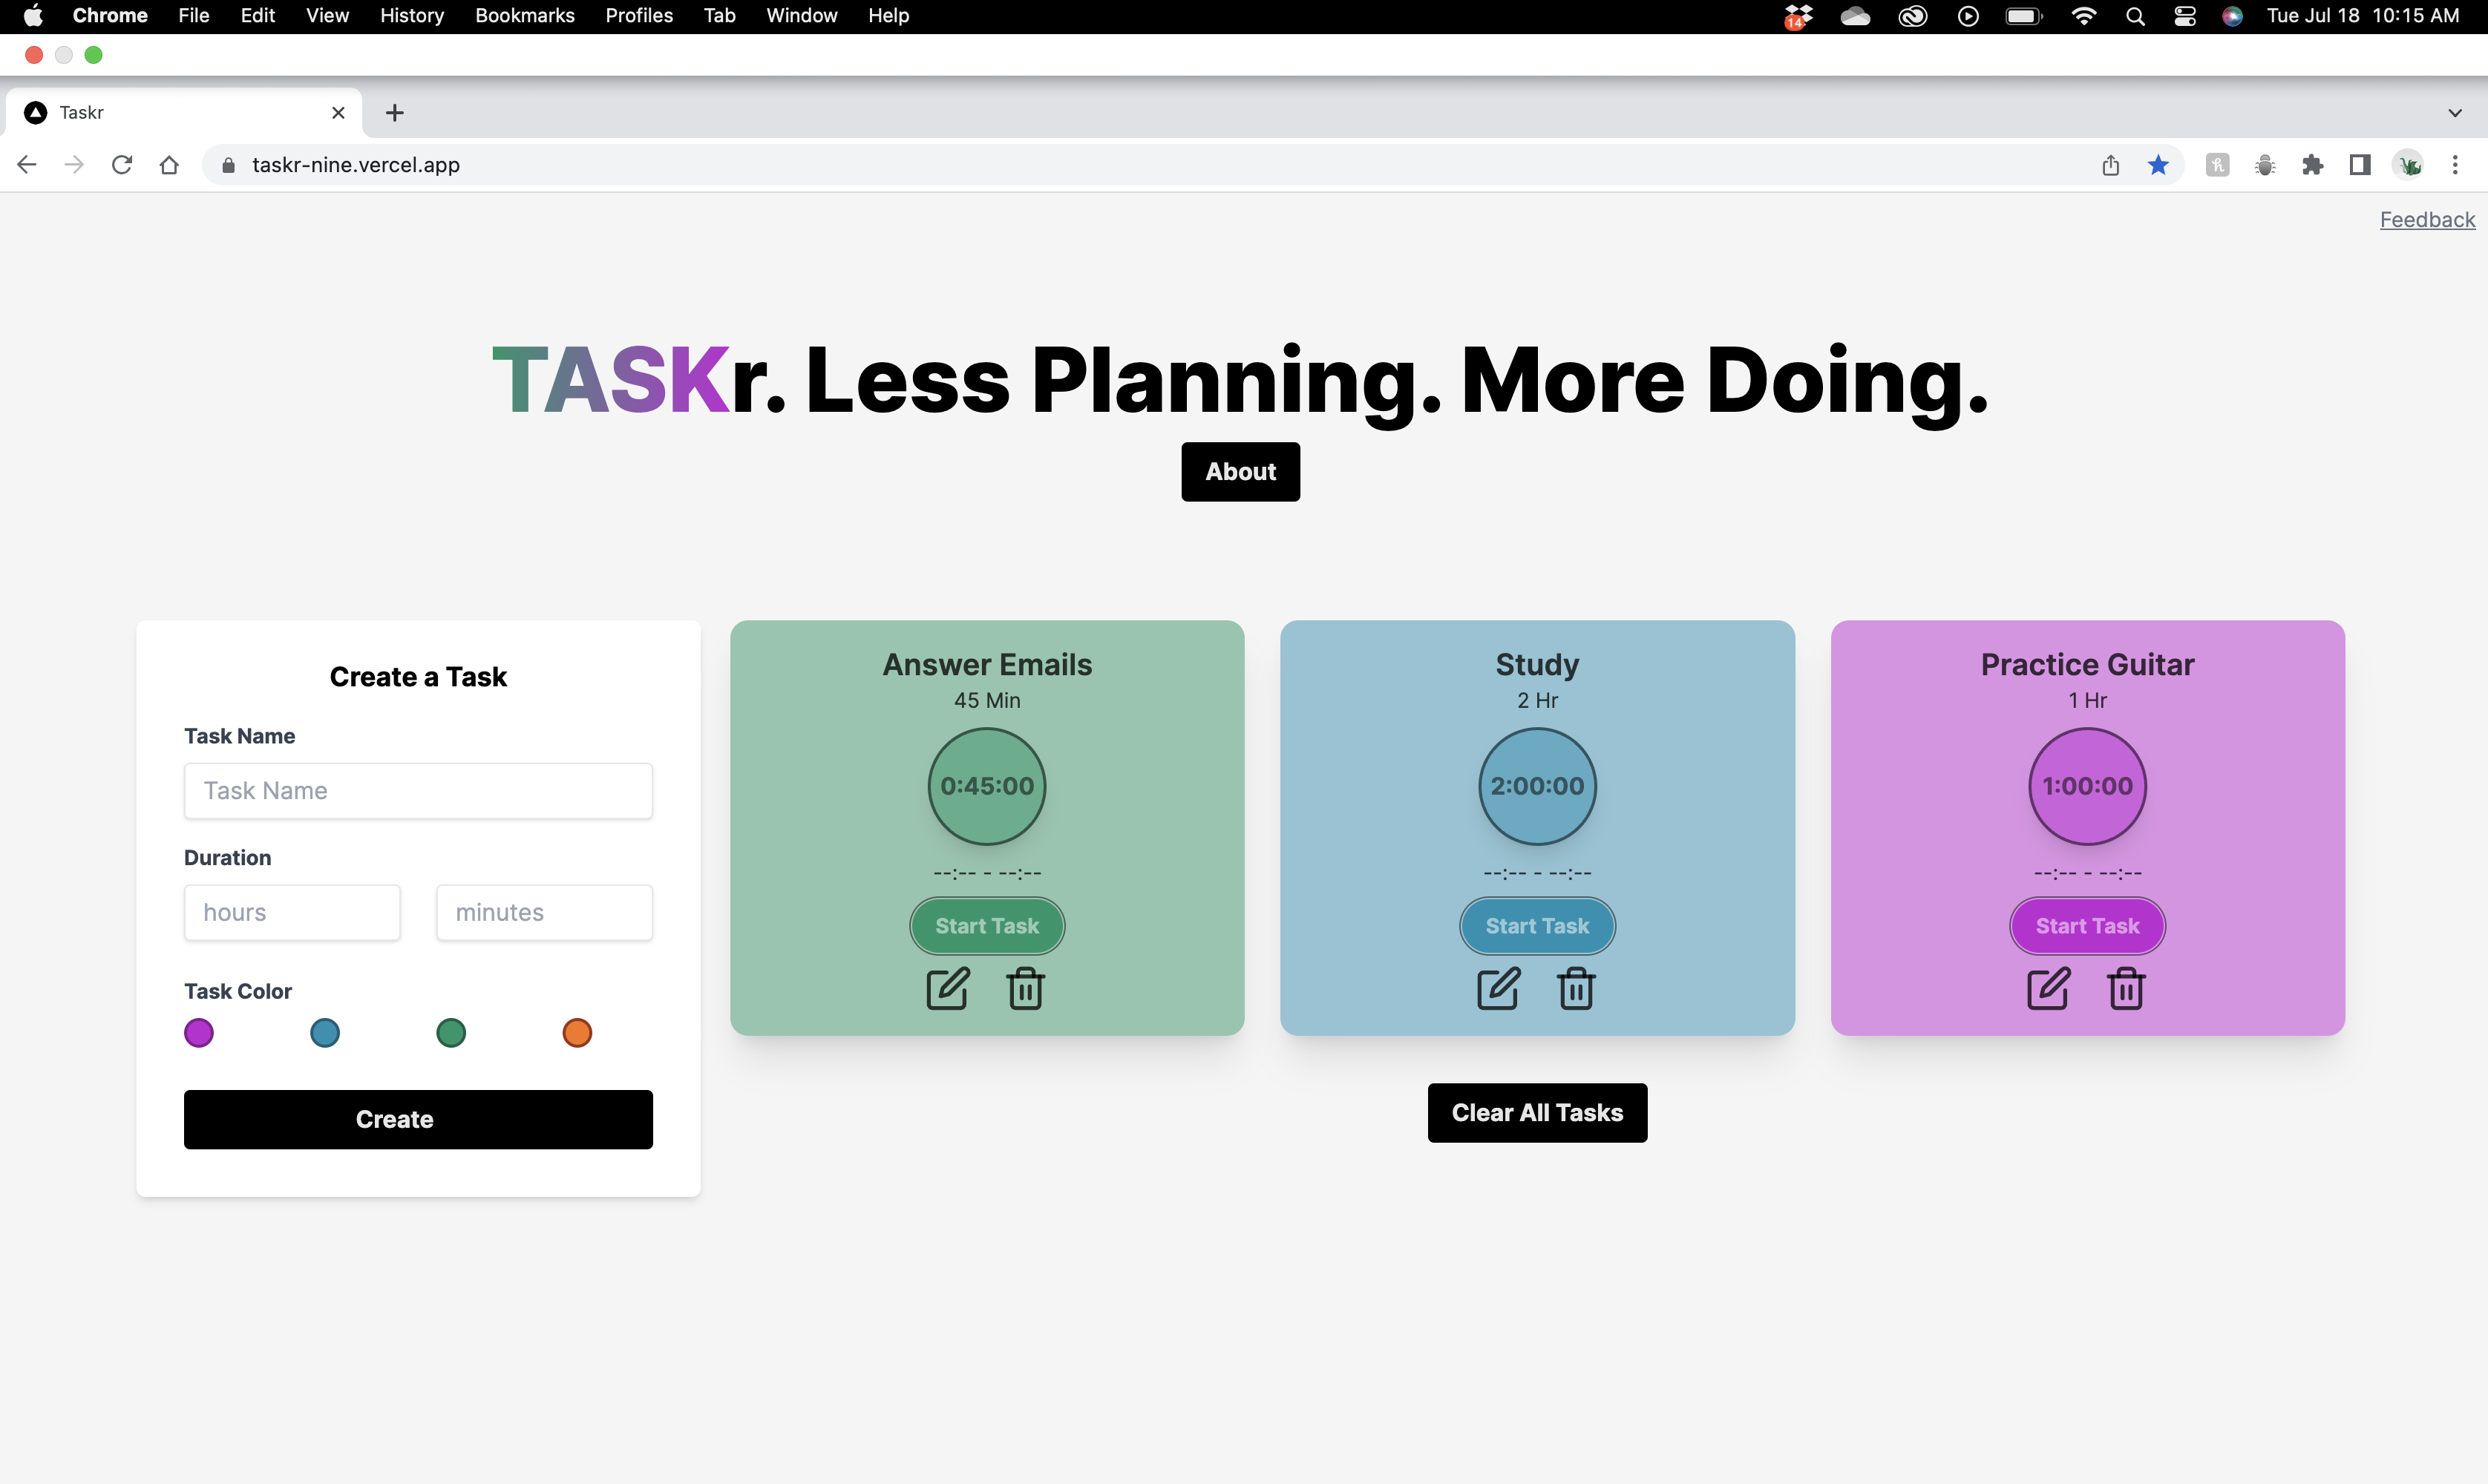 Chrome File Edit View History Bookmarks Profiles Tab Window Help 14 Tue Jul 18 10:15 AM
Taskr
taskr-nine.vercel.app
Feedback
TASKr. Less Planning. More Doing.
About
Create a Task
Task Name
Task Name
Duration
hours minutes
Task Color
Create
Answer Emails
45 Min
0:45:00
--:-- - --:--
Start Task
Study
2 Hr
2:00:00
--:-- - --:--
Start Task
Practice Guitar
1 Hr
1:00:00
--:-- - --:--
Start Task
Clear All Tasks